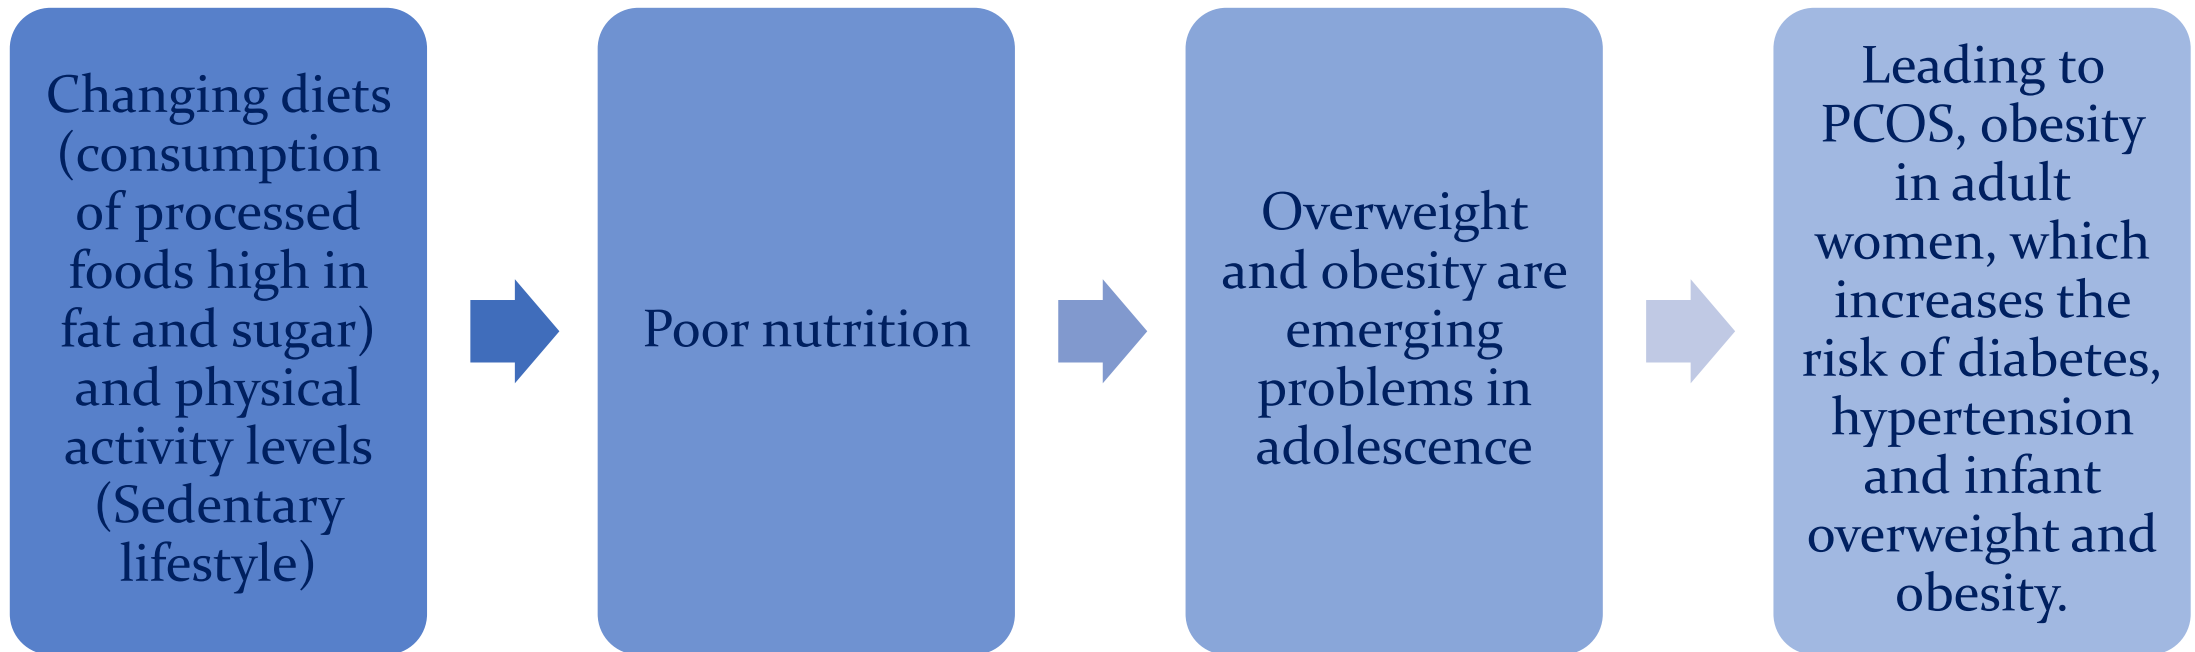 Changing diets
(consumption
of processed
foods high in
fat and sugar)
and physical
activity levels
(Sedentary
lifestyle)
Poor nutrition
Overweight
and obesity are
emerging
problems in
adolescence
Leading to
PCOS, obesity
in adult
women, which
increases the
risk of diabetes,
hypertension
and infant
overweight and
obesity.